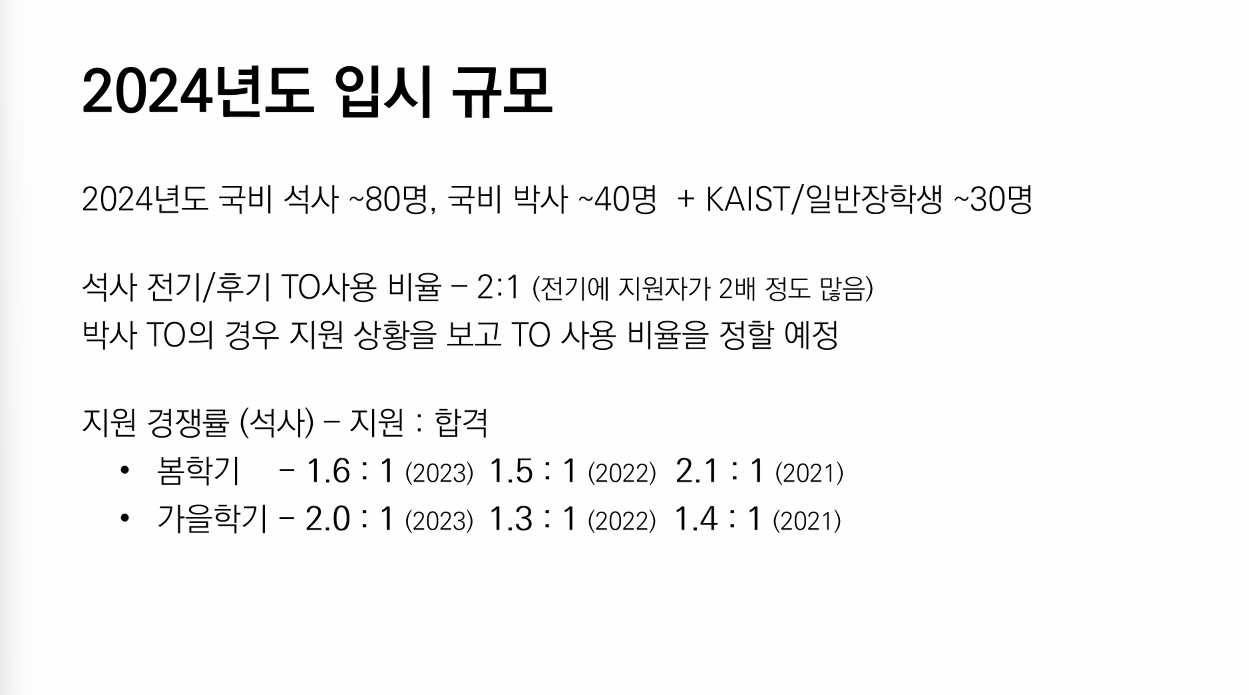 2024년도 입시 규모
2024년도 국비 석사 ~80명, 국비 박사 ~40명 + KAIST/일반장학생 ~30명
석사 전기/후기 TO사용 비율 – 2:1 (전기에 지원자가 2배 정도 많음)
박사 TO의 경우 지원 상황을 보고 TO 사용 비율을 정할 예정
지원 경쟁률 (석사) – 지원 : 합격
• 봄학기 – 1.6 : 1 (2023) 1.5 : 1 (2022) 2.1 : 1 (2021)
• 가을학기 – 2.0 : 1 (2023) 1.3 : 1 (2022) 1.4 : 1 (2021)